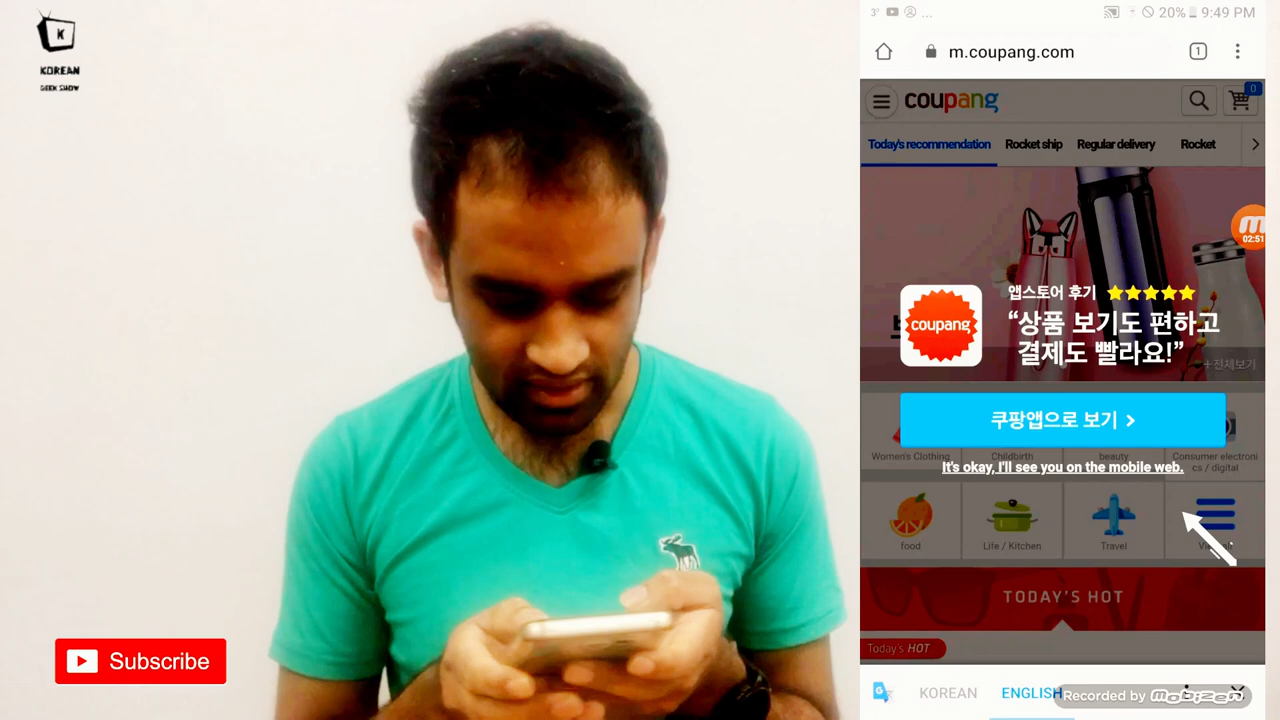 K
KOREAN
GEEK SHOW
Subscribe
3°
...
20%
9:49 PM
m.coupang.com
1
coupang
0
Today's recommendation
Rocket ship
Regular delivery
Rocket
02:51
coupang
앱스토어 후기
“상품 보기도 편하고
결제도 빨라요!”
+전체보기
쿠팡앱으로 보기 >
Women's Clothing
Childbirth
beauty
Consumer electroni
cs / digital
It's okay, I'll see you on the mobile web.
food
Life / Kitchen
Travel
TODAY'S HOT
Today's HOT
KOREAN
ENGLISH
Recorded by mobizen